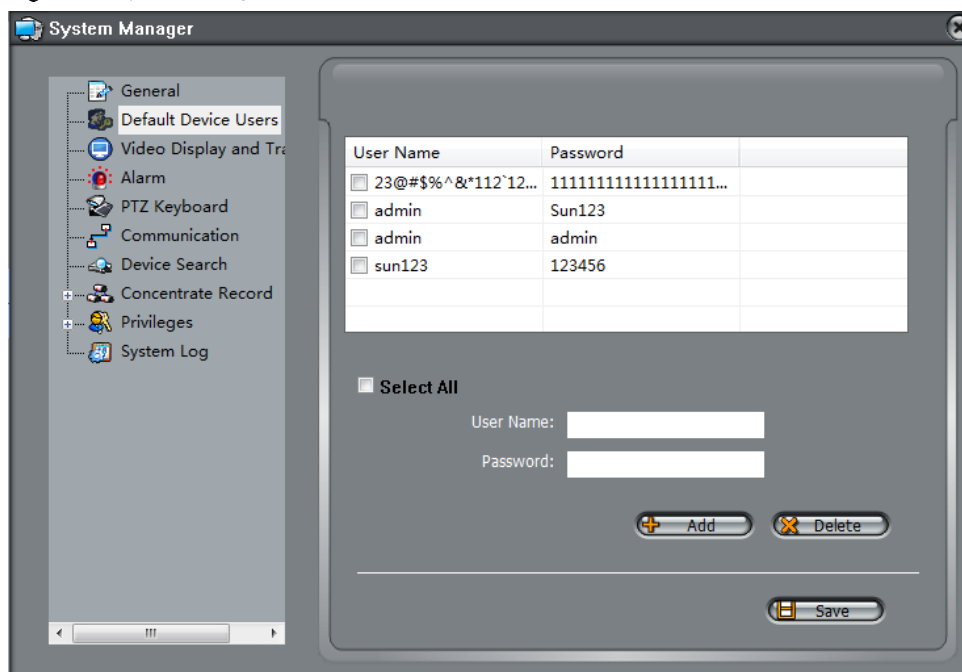 System Manager
General
Default Device Users
Video Display and Tra
Alarm
PTZ Keyboard
Communication
Device Search
Concentrate Record
Privileges
System Log
User Name Password
23@#$%^&*112`12... 111111111111111111...
admin Sun123
admin admin
sun123 123456
Select All
User Name:
Password:
Add Delete
Save